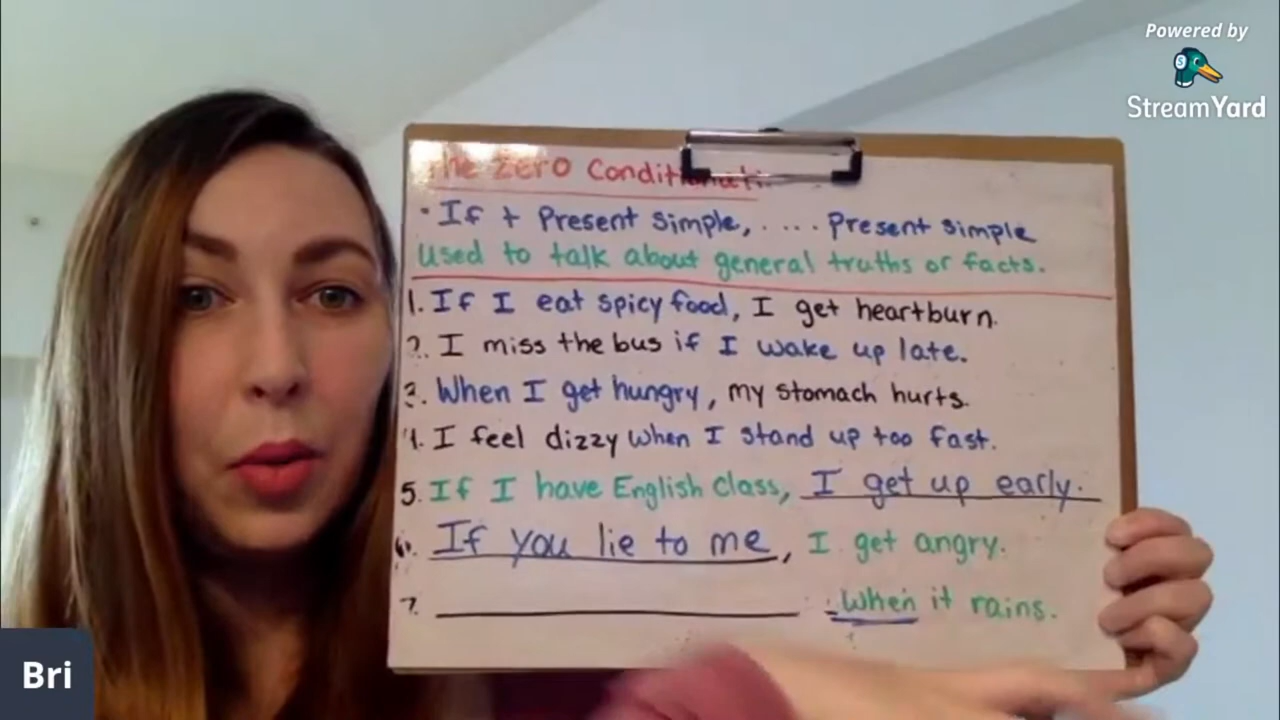 Powered by
StreamYard
The Zero Conditional:
• If + Present Simple, ..... Present simple
Used to talk about general truths or facts.
1. If I eat spicy food, I get heartburn.
2. I miss the bus if I wake up late.
3. When I get hungry, my stomach hurts.
4. I feel dizzy when I stand up too fast.
5. If I have English Class, I get up early.
6. If you lie to me, I get angry.
7. ____________ when it rains.
Bri